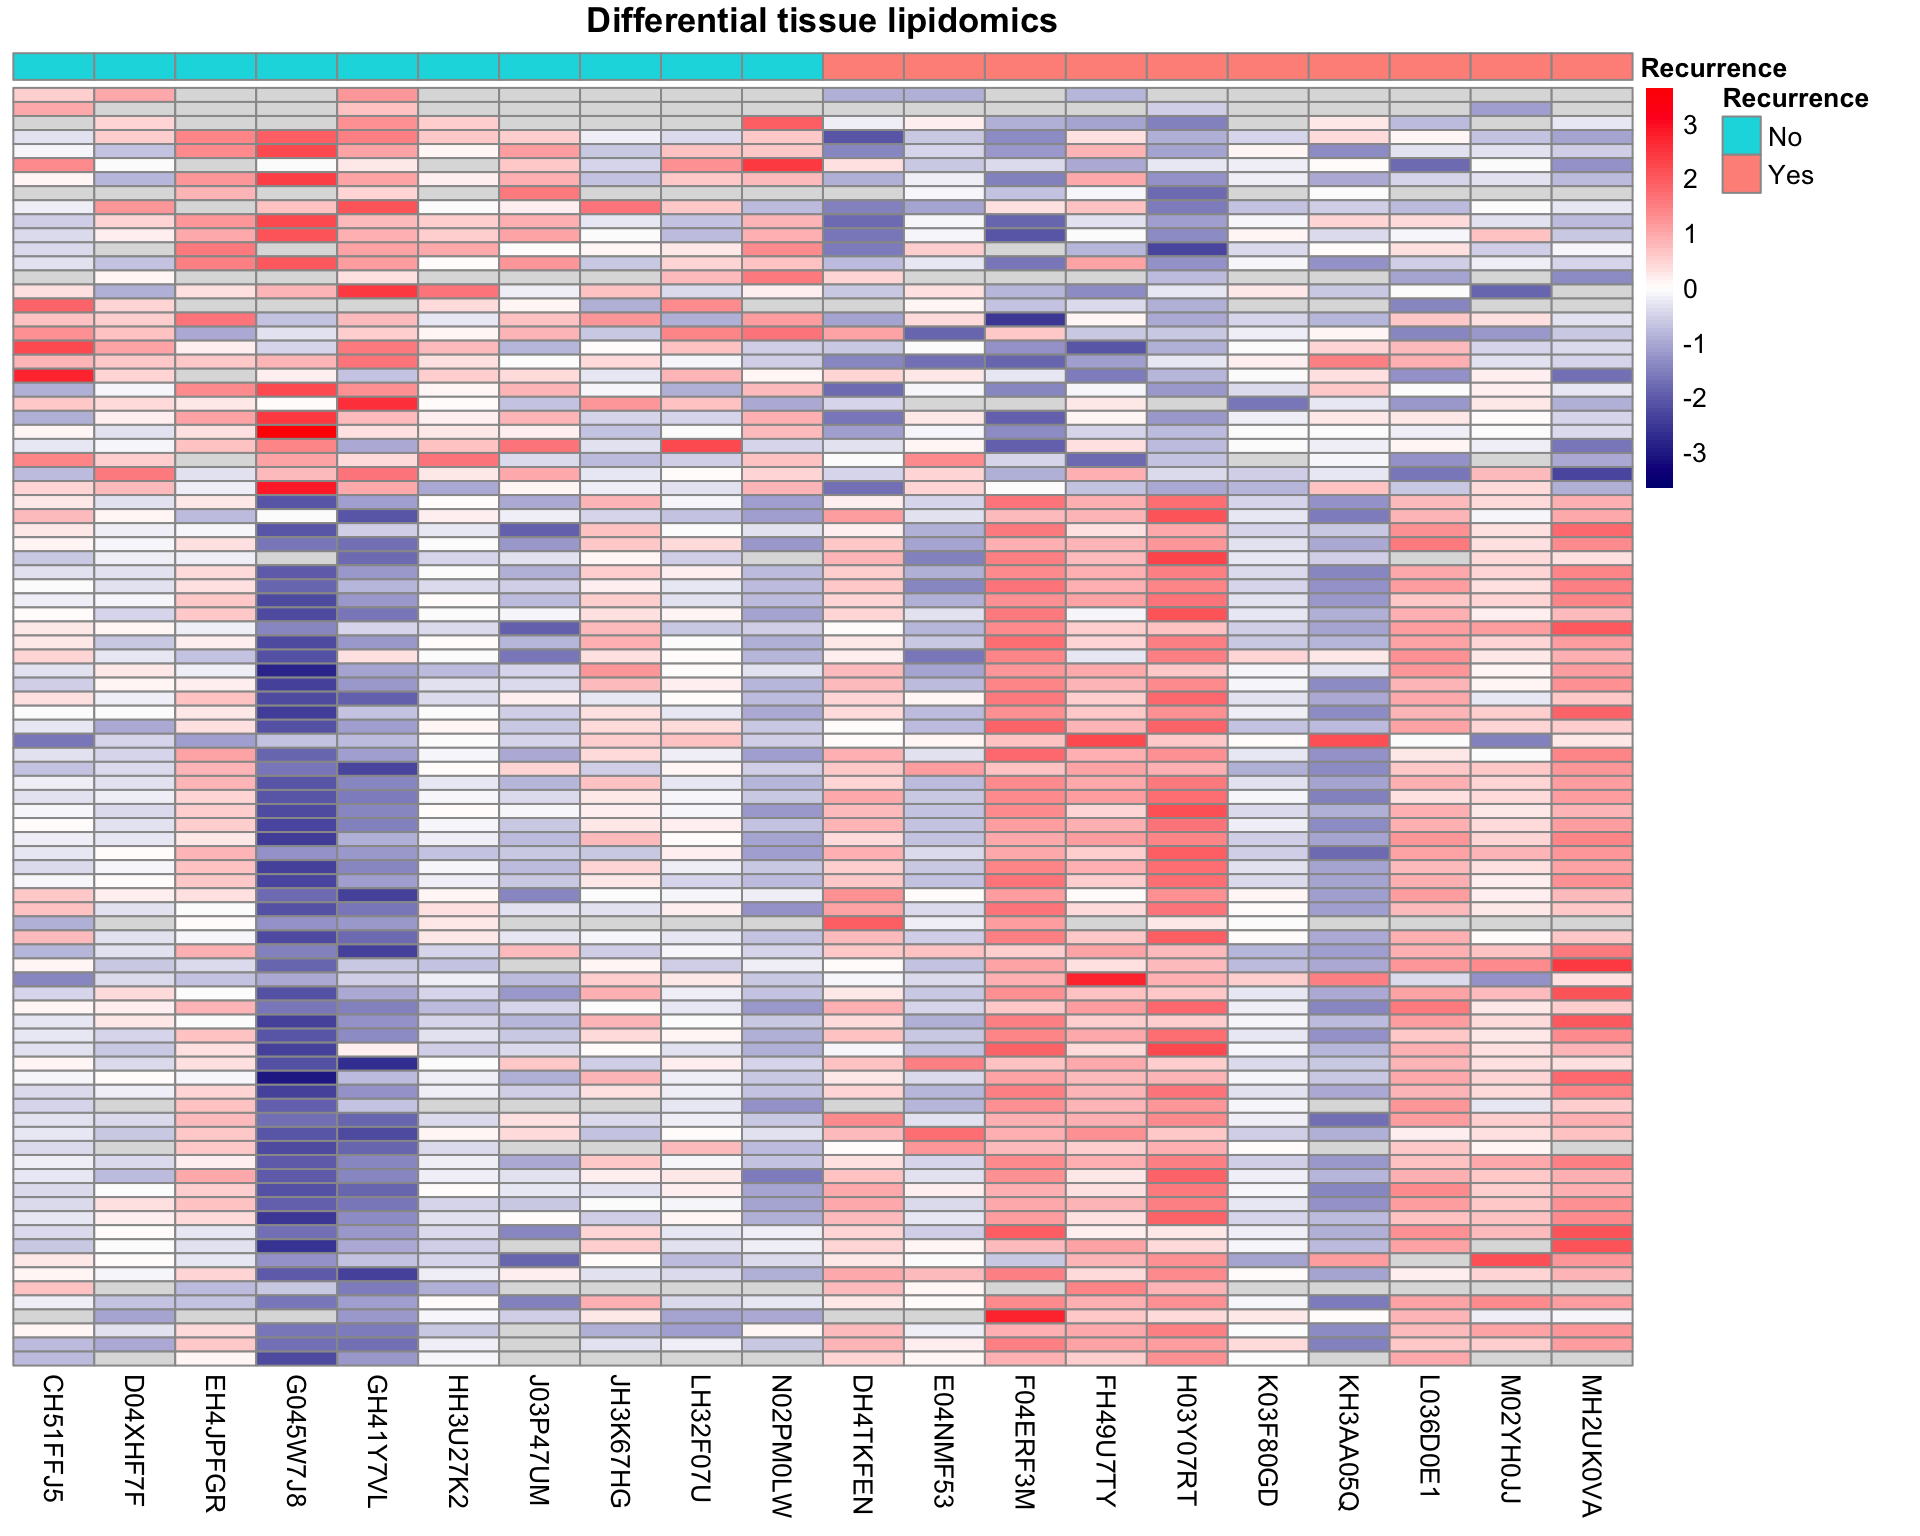 Differential tissue lipidomics
Recurrence
Recurrence
No
Yes
3
2
1
0
-1
-2
-3
CH51FFJ5
D04XHF7F
EH4JPFGR
G045W7J8
GH41Y7VL
HH3U27K2
J03P47UM
JH3K67HG
LH32F07U
N02PM0LW
DH4TKFEN
E04NMF53
F04ERF3M
FH49U7TY
H03Y07RT
K03F80GD
KH3AA05Q
L036D0E1
M02YH0JJ
MH2UK0VA